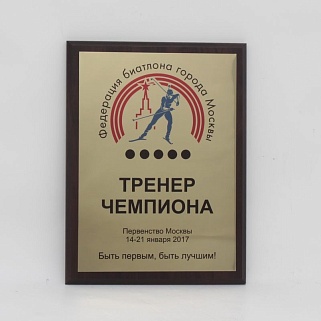 Федерация биатлона города Москвы
ТРЕНЕР
ЧЕМПИОНА
Первенство Москвы
14-21 января 2017
Быть первым, быть лучшим!